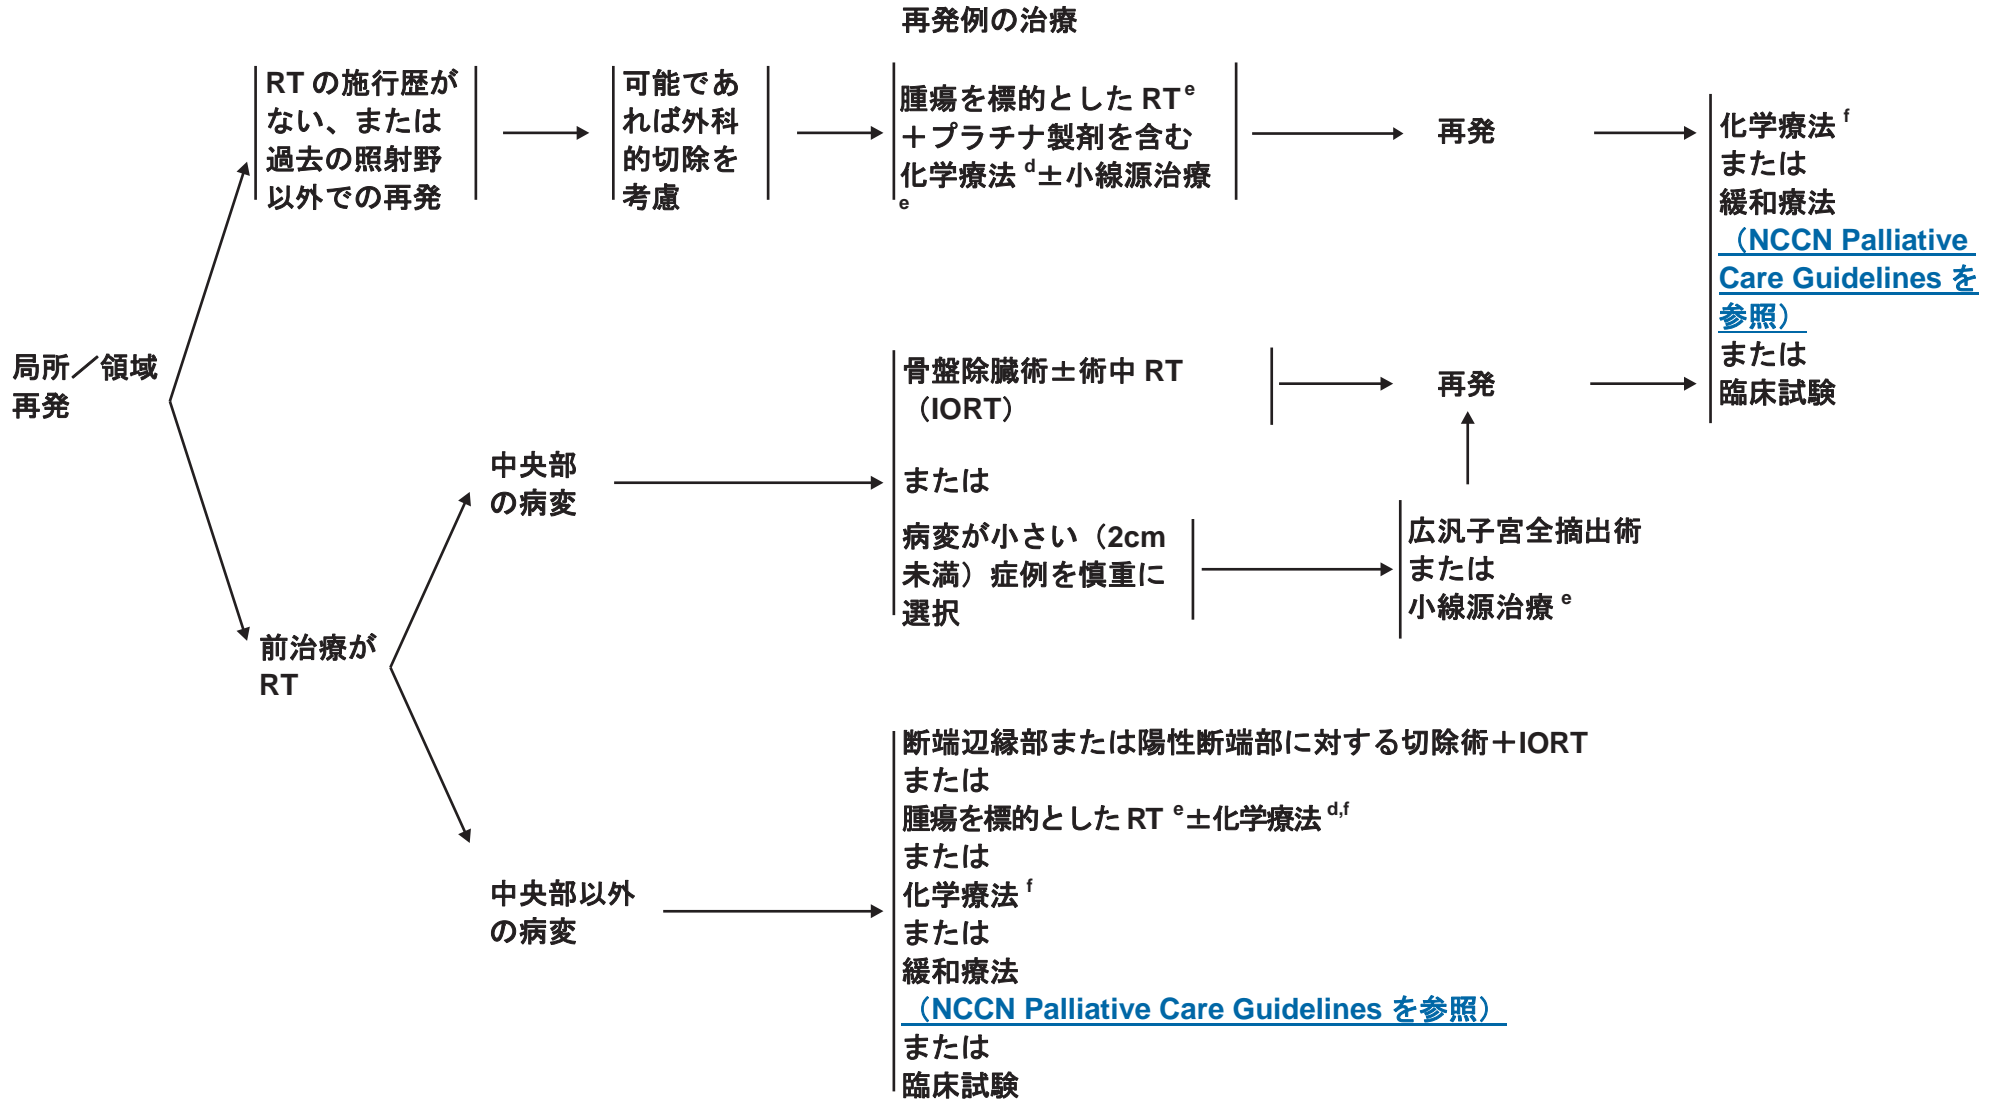 再発例の治療
RT の施行歴が
ない、または
過去の照射野
以外での再発
可能であ
れば外科
的切除を
考慮
腫瘍を標的とした RT e
＋プラチナ製剤を含む
化学療法 d±小線源治療
e
再発
化学療法 f
または
緩和療法
（NCCN Palliative
Care Guidelines を
参照）
または
臨床試験
局所／領域
再発
前治療が
RT
中央部
の病変
骨盤除臓術±術中 RT
（IORT）
または
病変が小さい（2cm
未満）症例を慎重に
選択
再発
広汎子宮全摘出術
または
小線源治療 e
中央部以外
の病変
断端辺縁部または陽性断端部に対する切除術＋IORT
または
腫瘍を標的とした RT e±化学療法 d,f
または
化学療法 f
または
緩和療法
（NCCN Palliative Care Guidelines を参照）
または
臨床試験